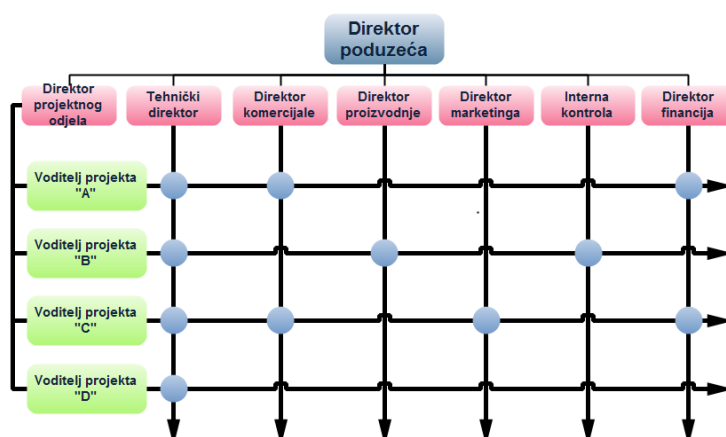 Direktor
poduzeća
Direktor
projektnog
odjela
Tehnički
direktor
Direktor
komercijale
Direktor
proizvodnje
Direktor
marketinga
Interna
kontrola
Direktor
financija
Voditelj projekta
"A"
Voditelj projekta
"B"
Voditelj projekta
"C"
Voditelj projekta
"D"